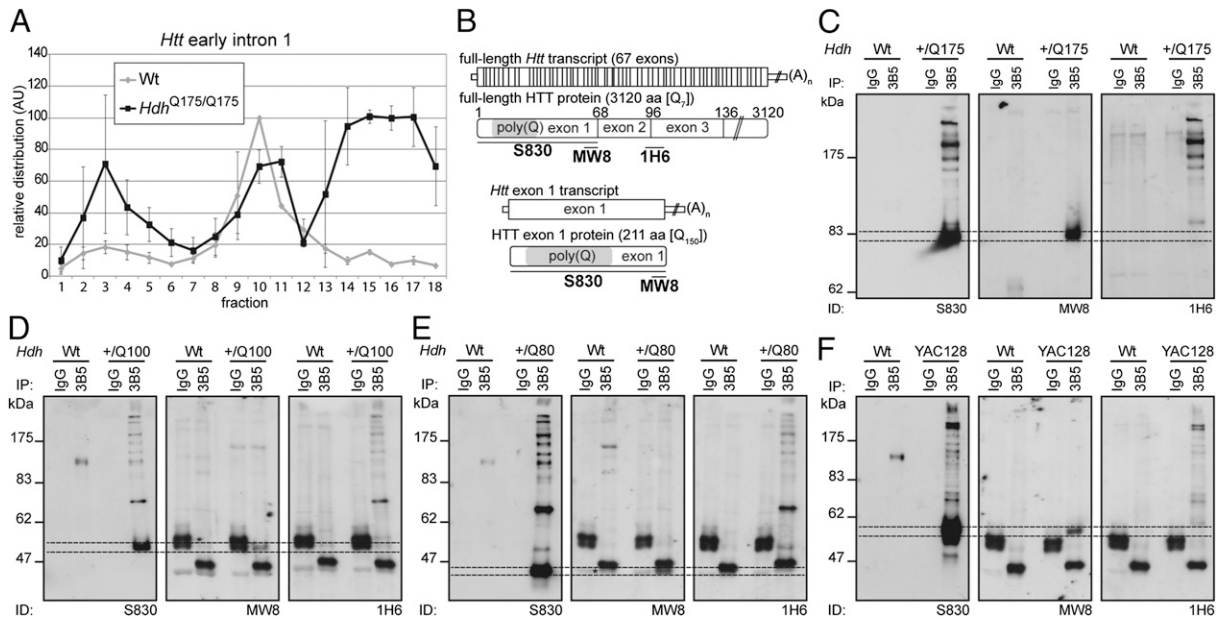 A
Htt early intron 1
relative distribution (AU)
140
120
100
80
60
40
20
0
Wt
Hdh^Q175/Q175
1 2 3 4 5 6 7 8 9 10 11 12 13 14 15 16 17 18
fraction
B
full-length Htt transcript (67 exons)
(A)n
full-length HTT protein (3120 aa [Q7])
1 68 96 136 3120
poly(Q) exon 1 exon 2 exon 3
S830 MW8 1H6
Htt exon 1 transcript
exon 1 (A)n
HTT exon 1 protein (211 aa [Q150])
poly(Q) exon 1
S830 MW8
C
Hdh Wt +/Q175 Wt +/Q175 Wt +/Q175
IP: IgG 3B5 IgG 3B5 IgG 3B5 IgG 3B5 IgG 3B5 IgG 3B5
kDa
175
83
62
ID: S830 MW8 1H6
D
Hdh Wt +/Q100 Wt +/Q100 Wt +/Q100
IP: IgG 3B5 IgG 3B5 IgG 3B5 IgG 3B5 IgG 3B5 IgG 3B5
kDa
175
83
62
47
ID: S830 MW8 1H6
E
Hdh Wt +/Q80 Wt +/Q80 Wt +/Q80
IP: IgG 3B5 IgG 3B5 IgG 3B5 IgG 3B5 IgG 3B5 IgG 3B5
kDa
175
83
62
47
ID: S830 MW8 1H6
F
Wt YAC128 Wt YAC128 Wt YAC128
IP: IgG 3B5 IgG 3B5 IgG 3B5 IgG 3B5 IgG 3B5 IgG 3B5
kDa
175
83
62
47
ID: S830 MW8 1H6